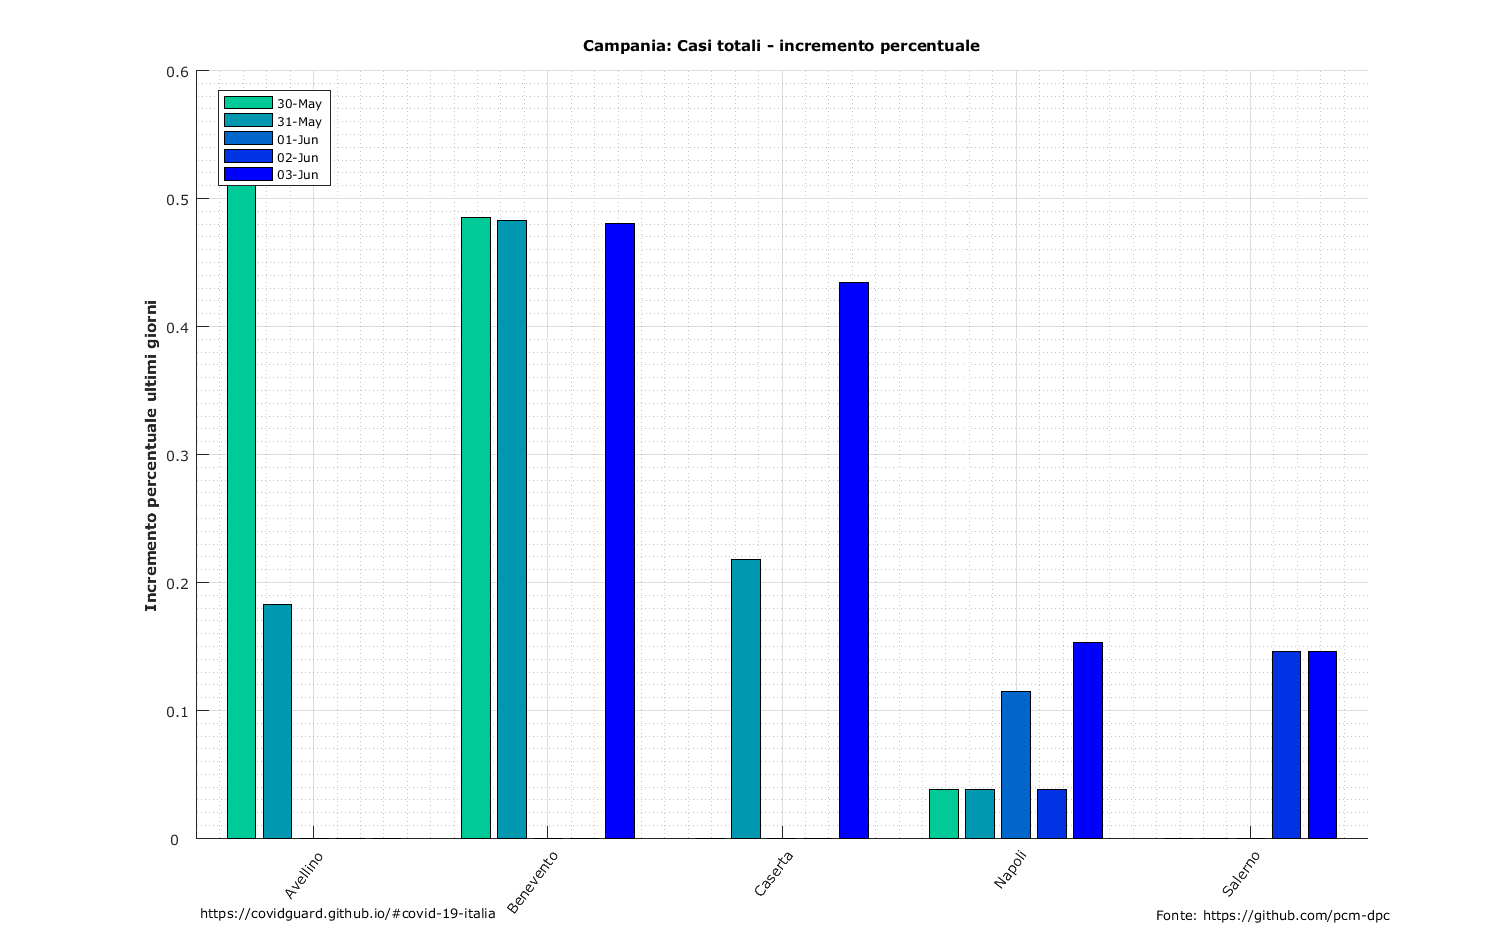 Campania: Casi totali - incremento percentuale
Incremento percentuale ultimi giorni
0.6
0.5
0.4
0.3
0.2
0.1
0
30-May
31-May
01-Jun
02-Jun
03-Jun
Avellino
Benevento
Caserta
Napoli
Salerno
https://covidguard.github.io/#covid-19-italia
Fonte: https://github.com/pcm-dpc